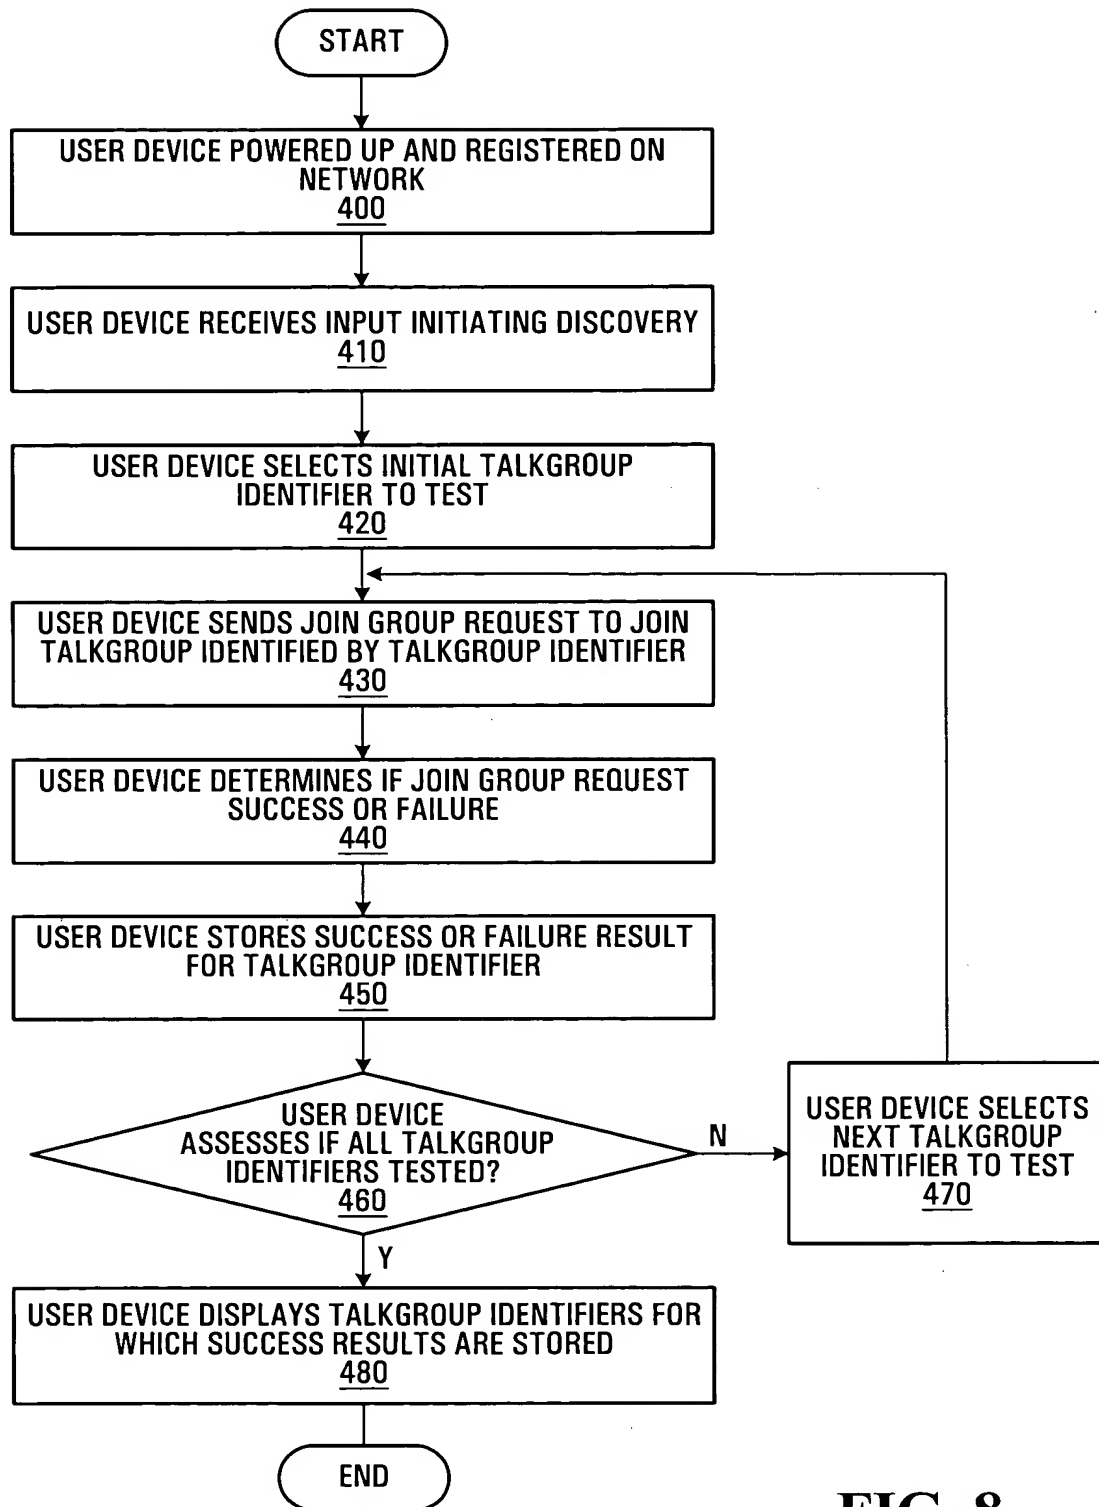 START
USER DEVICE POWERED UP AND REGISTERED ON
NETWORK
400
USER DEVICE RECEIVES INPUT INITIATING DISCOVERY
410
USER DEVICE SELECTS INITIAL TALKGROUP
IDENTIFIER TO TEST
420
USER DEVICE SENDS JOIN GROUP REQUEST TO JOIN
TALKGROUP IDENTIFIED BY TALKGROUP IDENTIFIER
430
USER DEVICE DETERMINES IF JOIN GROUP REQUEST
SUCCESS OR FAILURE
440
USER DEVICE STORES SUCCESS OR FAILURE RESULT
FOR TALKGROUP IDENTIFIER
450
USER DEVICE
ASSESSES IF ALL TALKGROUP
IDENTIFIERS TESTED?
460
N
USER DEVICE SELECTS
NEXT TALKGROUP
IDENTIFIER TO TEST
470
Y
USER DEVICE DISPLAYS TALKGROUP IDENTIFIERS FOR
WHICH SUCCESS RESULTS ARE STORED
480
END
FIG. 8